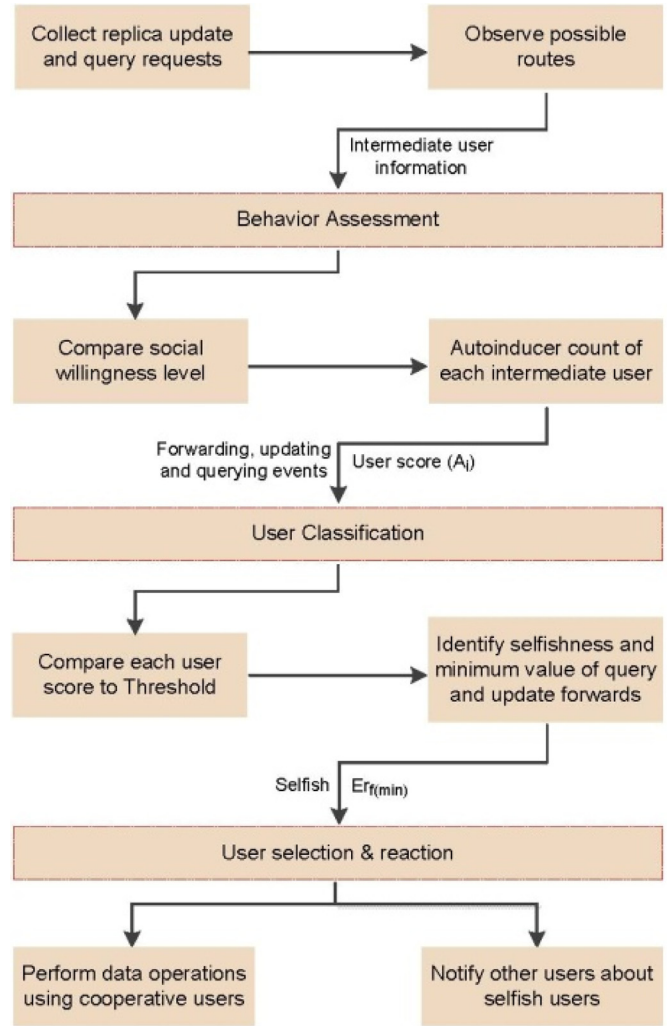 Collect replica update
and query requests
Observe possible
routes
Intermediate user
information
Behavior Assessment
Compare social
willingness level
Autoinducer count of
each intermediate user
Forwarding, updating
and querying events
User score (Ai)
User Classification
Compare each user
score to Threshold
Identify selfishness and
minimum value of query
and update forwards
Selfish
Erf(min)
User selection & reaction
Perform data operations
using cooperative users
Notify other users about
selfish users